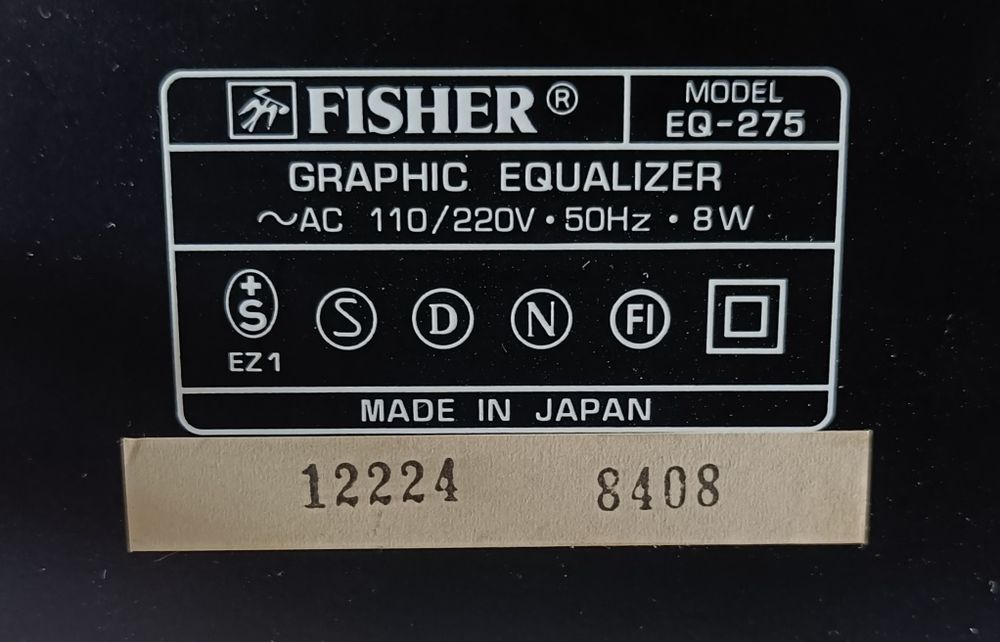 FISHER®
MODEL
EQ-275
GRAPHIC EQUALIZER
~AC 110/220V·50Hz·8W
+S S D N FI
EZ1
MADE IN JAPAN
12224 8408